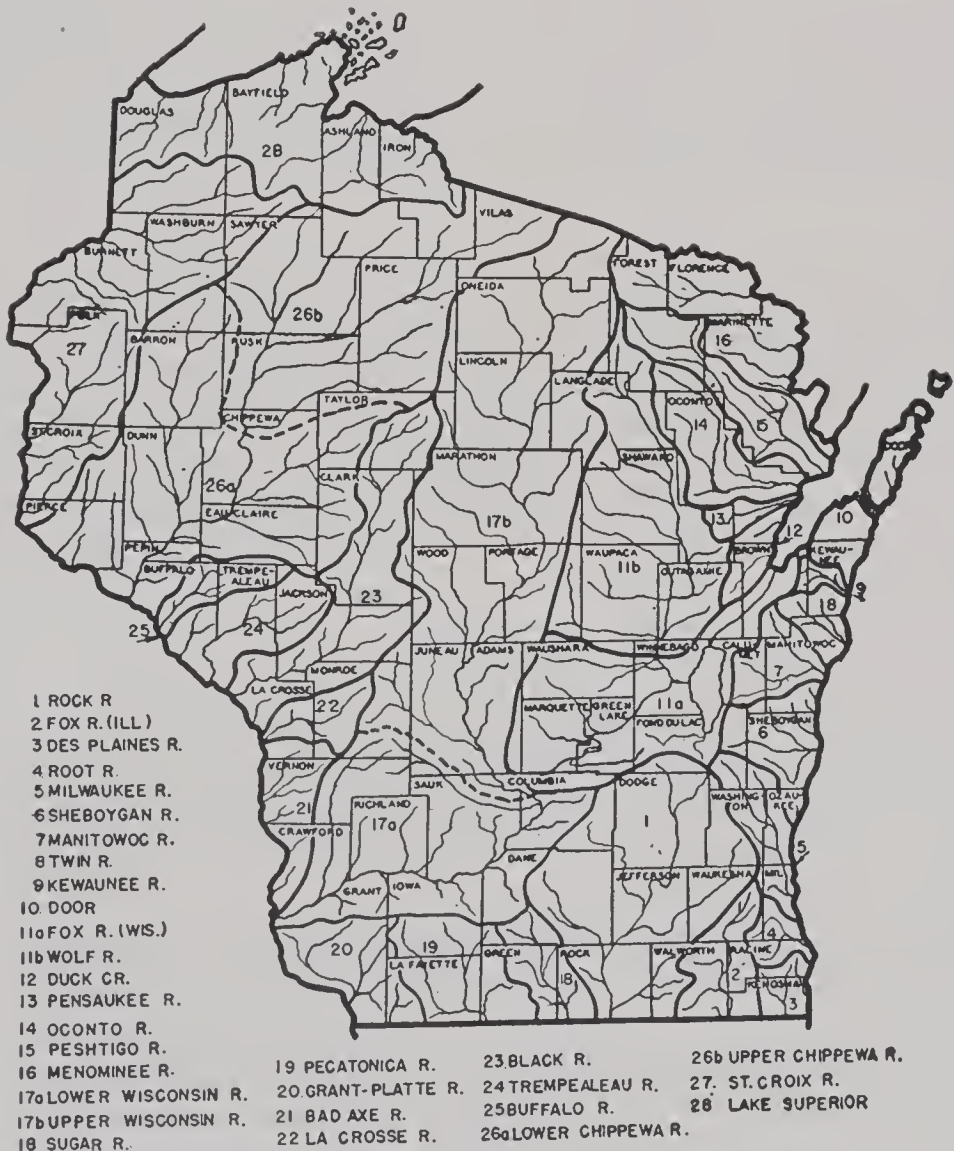 DOUGLAS
BAYFIELD
28
ASHLAND
IRON
VILAS
WASHBURN
SAWYER
BURNETT
PRICE
FOREST
FLORENCE
ONEIDA
26b
POLK
MARINETTE
16
27
BARRON
RUSK
LINCOLN
LANGLADE
TAYLOR
OCONTO
CHIPPEWA
14
15
ST.CROIX
DUNN
MARATHON
SHAWANO
DOOR
CLARK
26a
PIERCE
EAU CLAIRE
17b
13
10
12
PEPIN
WOOD
PORTAGE
WAUPACA
BROWN
KEWAU-
NEE
BUFFALO
TREMPE-
ALEAU
11b
OUTAGAMIE
9
JACKSON
23
18
25
24
JUNEAU
ADAMS
WAUSHARA
WINNEBAGO
CALU
MET
MANITOWOC
MONROE
7
LA CROSSE
22
MARQUETTE
GREEN
LAKE
11a
FOND DU LAC
SHEBOYGAN
6
VERNON
SAUK
COLUMBIA
DODGE
21
RICHLAND
WASHING-
TON
OZAU-
KEE
17a
1
CRAWFORD
5
DANE
GRANT
IOWA
JEFFERSON
WAUKESHA
MIL.
4
20
19
GREEN
ROCK
WALWORTH
RACINE
LA FAYETTE
18
2
KENOSHA
3
1 ROCK R
2 FOX R. (ILL)
3 DES PLAINES R.
4 ROOT R.
5 MILWAUKEE R.
6 SHEBOYGAN R.
7 MANITOWOC R.
8 TWIN R.
9 KEWAUNEE R.
10. DOOR
11a FOX R. (WIS.)
11b WOLF R.
12 DUCK CR.
13 PENSAUKEE R.
14 OCONTO R.
15 PESHTIGO R.
16 MENOMINEE R.
17a LOWER WISCONSIN R.
17b UPPER WISCONSIN R.
18 SUGAR R.
19 PECATONICA R.
20. GRANT-PLATTE R.
21 BAD AXE R.
22 LA CROSSE R.
23. BLACK R.
24 TREMPEALEAU R.
25 BUFFALO R.
26a LOWER CHIPPEWA R.
26b UPPER CHIPPEWA R.
27. ST. CROIX R.
28 LAKE SUPERIOR